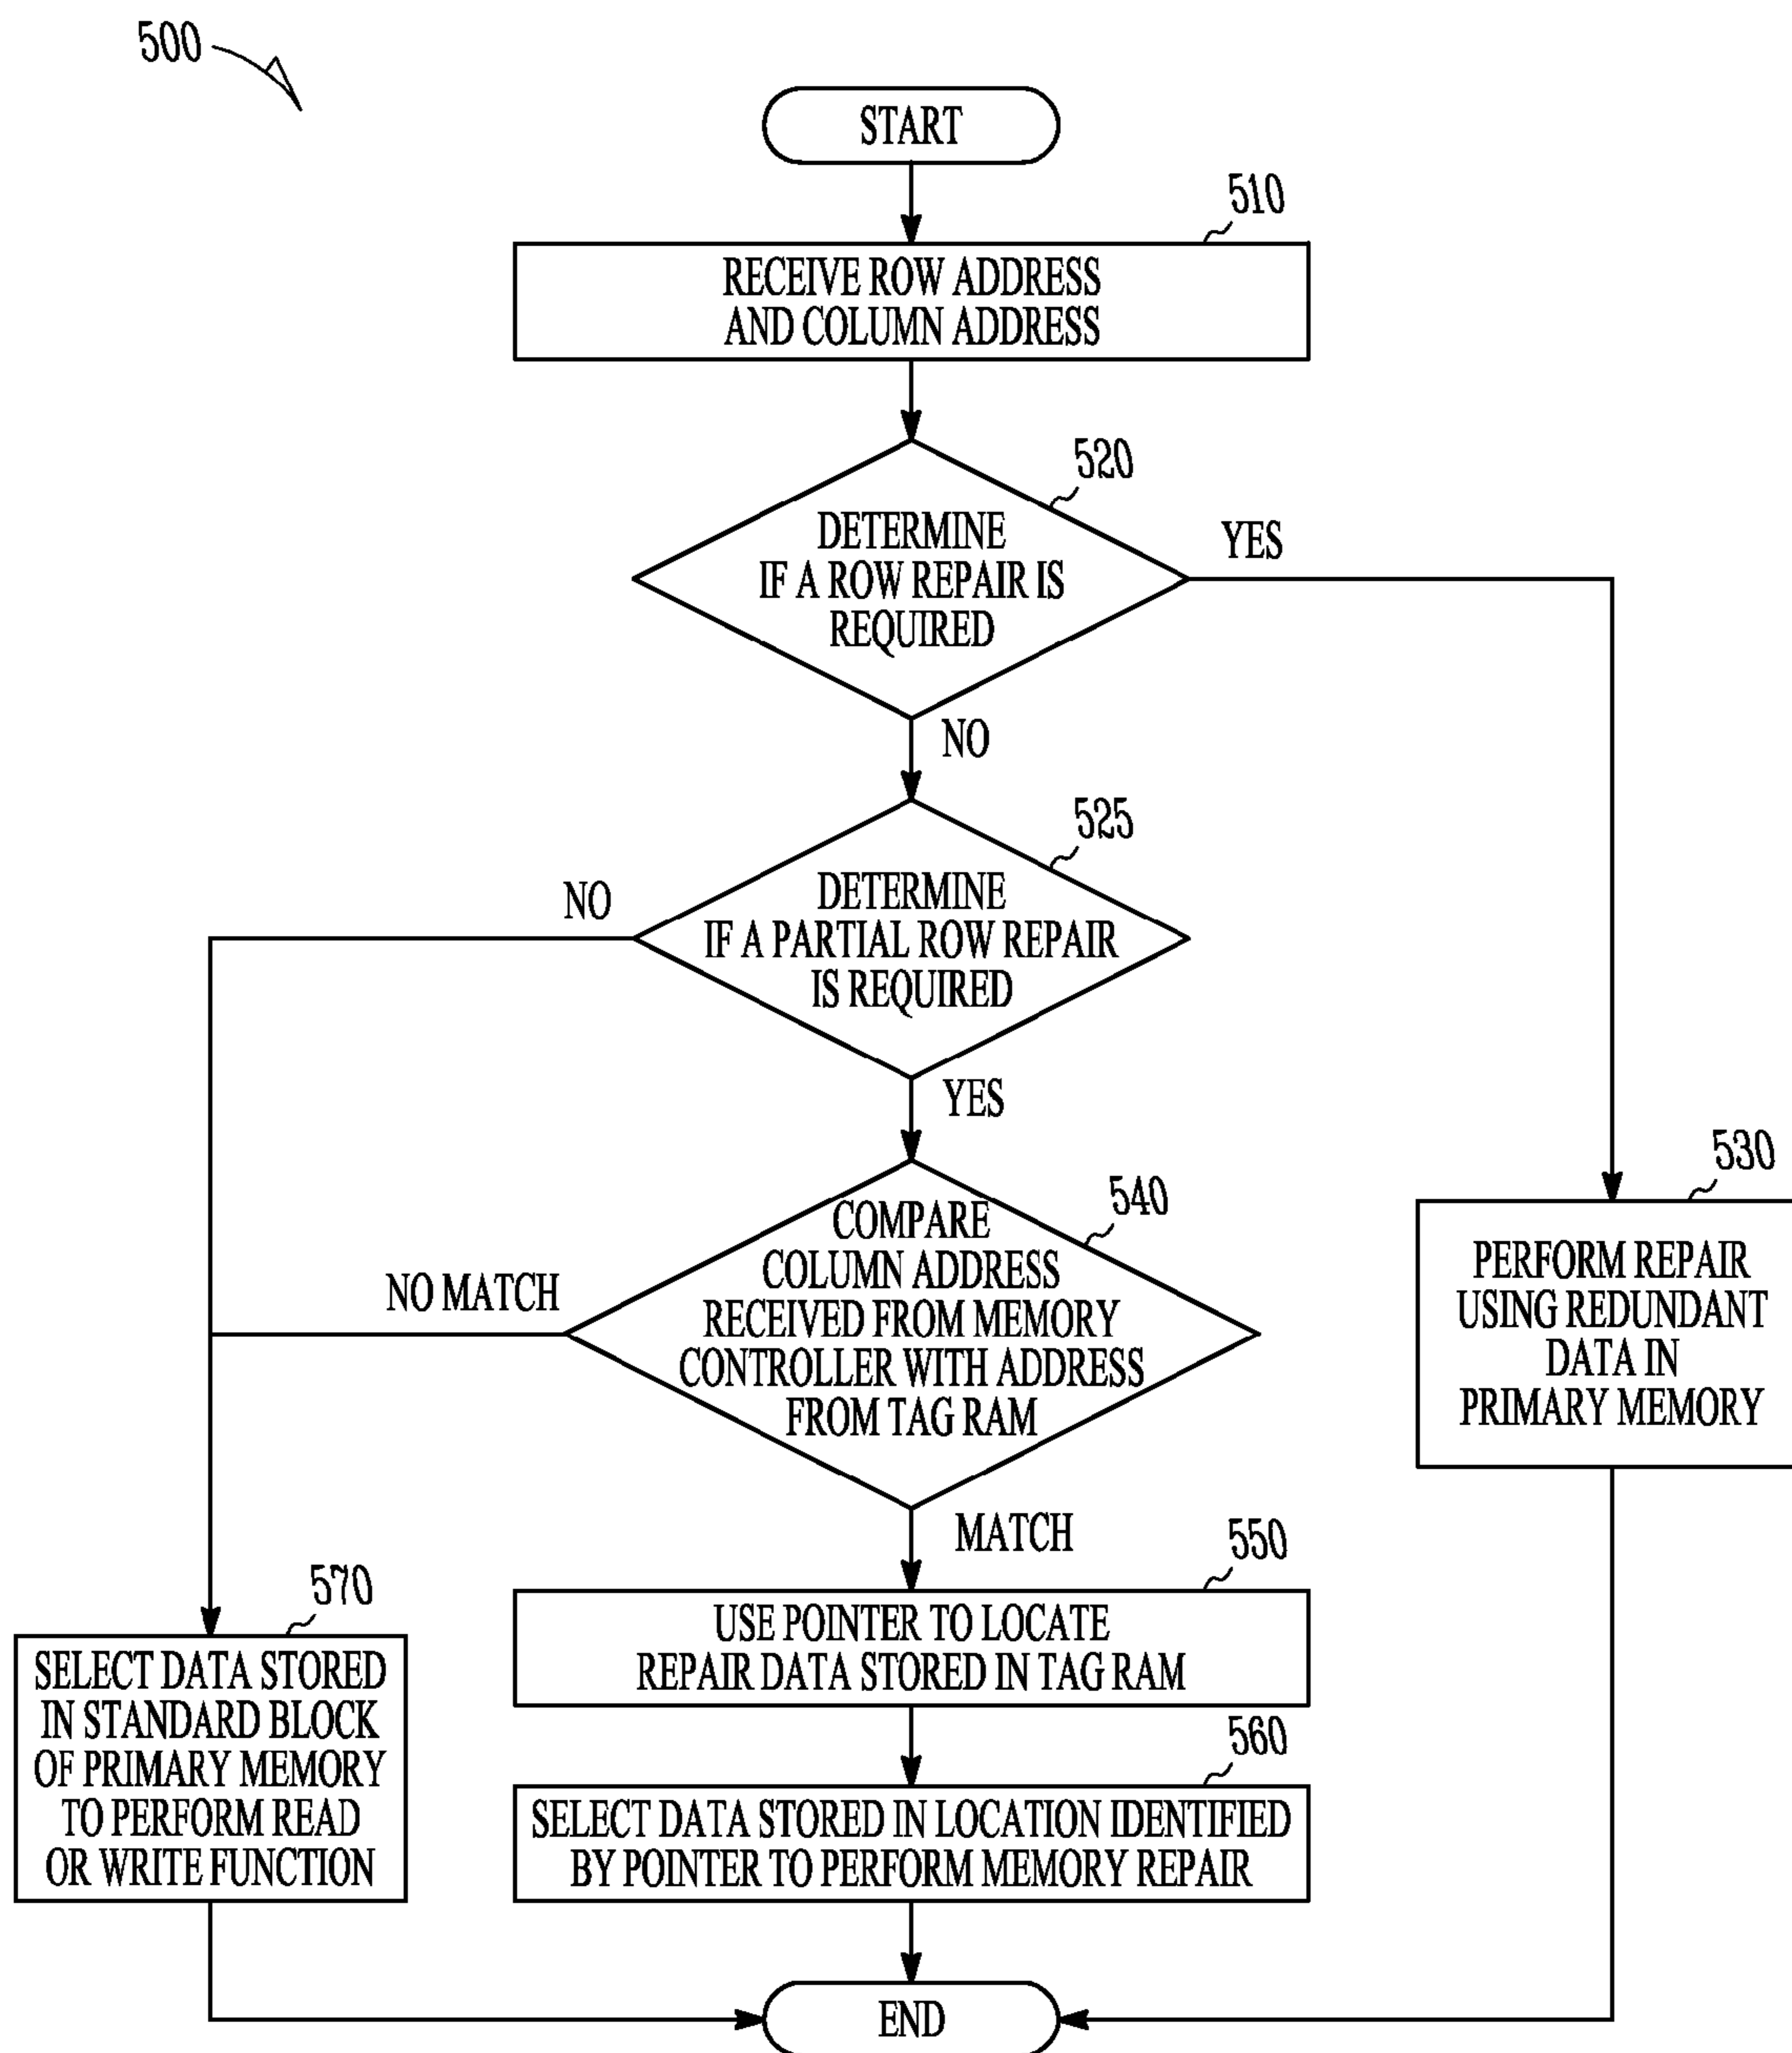 500
START
510
RECEIVE ROW ADDRESS
AND COLUMN ADDRESS
520
DETERMINE
IF A ROW REPAIR IS
REQUIRED
YES
NO
525
DETERMINE
IF A PARTIAL ROW REPAIR
IS REQUIRED
NO
YES
540
COMPARE
COLUMN ADDRESS
RECEIVED FROM MEMORY
CONTROLLER WITH ADDRESS
FROM TAG RAM
NO MATCH
530
PERFORM REPAIR
USING REDUNDANT
DATA IN
PRIMARY MEMORY
MATCH
550
USE POINTER TO LOCATE
REPAIR DATA STORED IN TAG RAM
570
SELECT DATA STORED
IN STANDARD BLOCK
OF PRIMARY MEMORY
TO PERFORM READ
OR WRITE FUNCTION
560
SELECT DATA STORED IN LOCATION IDENTIFIED
BY POINTER TO PERFORM MEMORY REPAIR
END